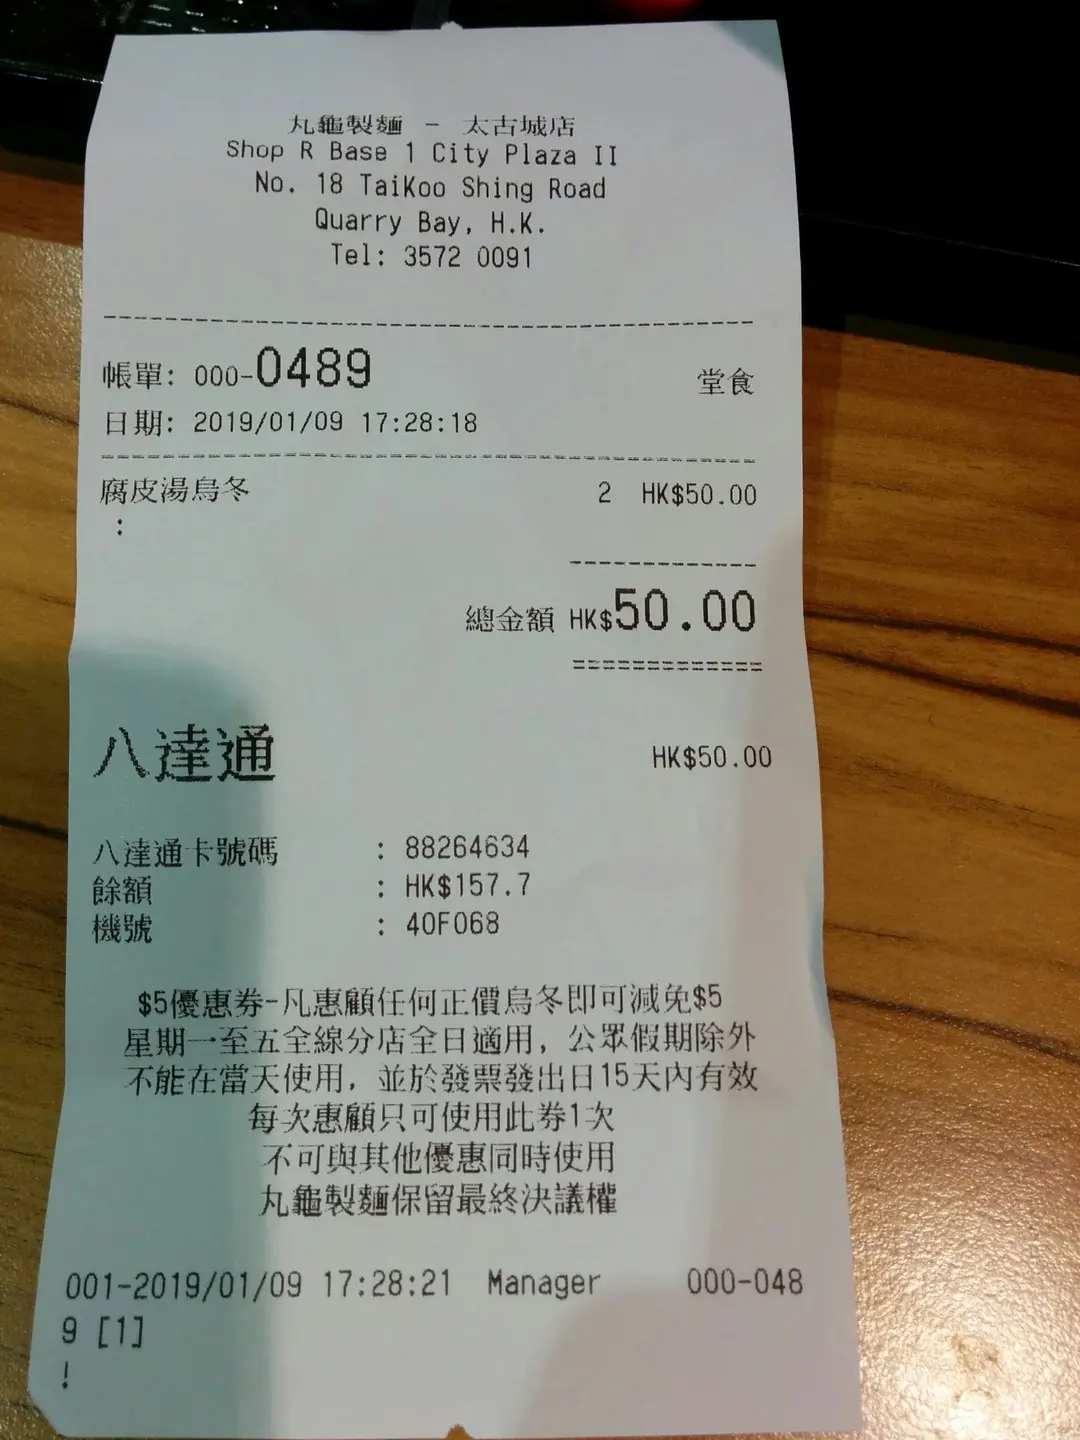 丸龜製麵 - 太古城店
Shop R Base 1 City Plaza II
No. 18 TaiKoo Shing Road
Quarry Bay, H.K.
Tel: 3572 0091
帳單: 000-0489 堂食
日期: 2019/01/09 17:28:18
腐皮湯烏冬 2 HK$50.00
:
總金額 HK$50.00
八達通 HK$50.00
八達通卡號碼 : 88264634
餘額 : HK$157.7
機號 : 40F068
$5優惠券-凡惠顧任何正價烏冬即可減免$5
星期一至五全線分店全日適用, 公眾假期除外
不能在當天使用, 並於發票發出日15天內有效
每次惠顧只可使用此券1次
不可與其他優惠同時使用
丸龜製麵保留最終決議權
001-2019/01/09 17:28:21 Manager 000-048
9 [1]
!